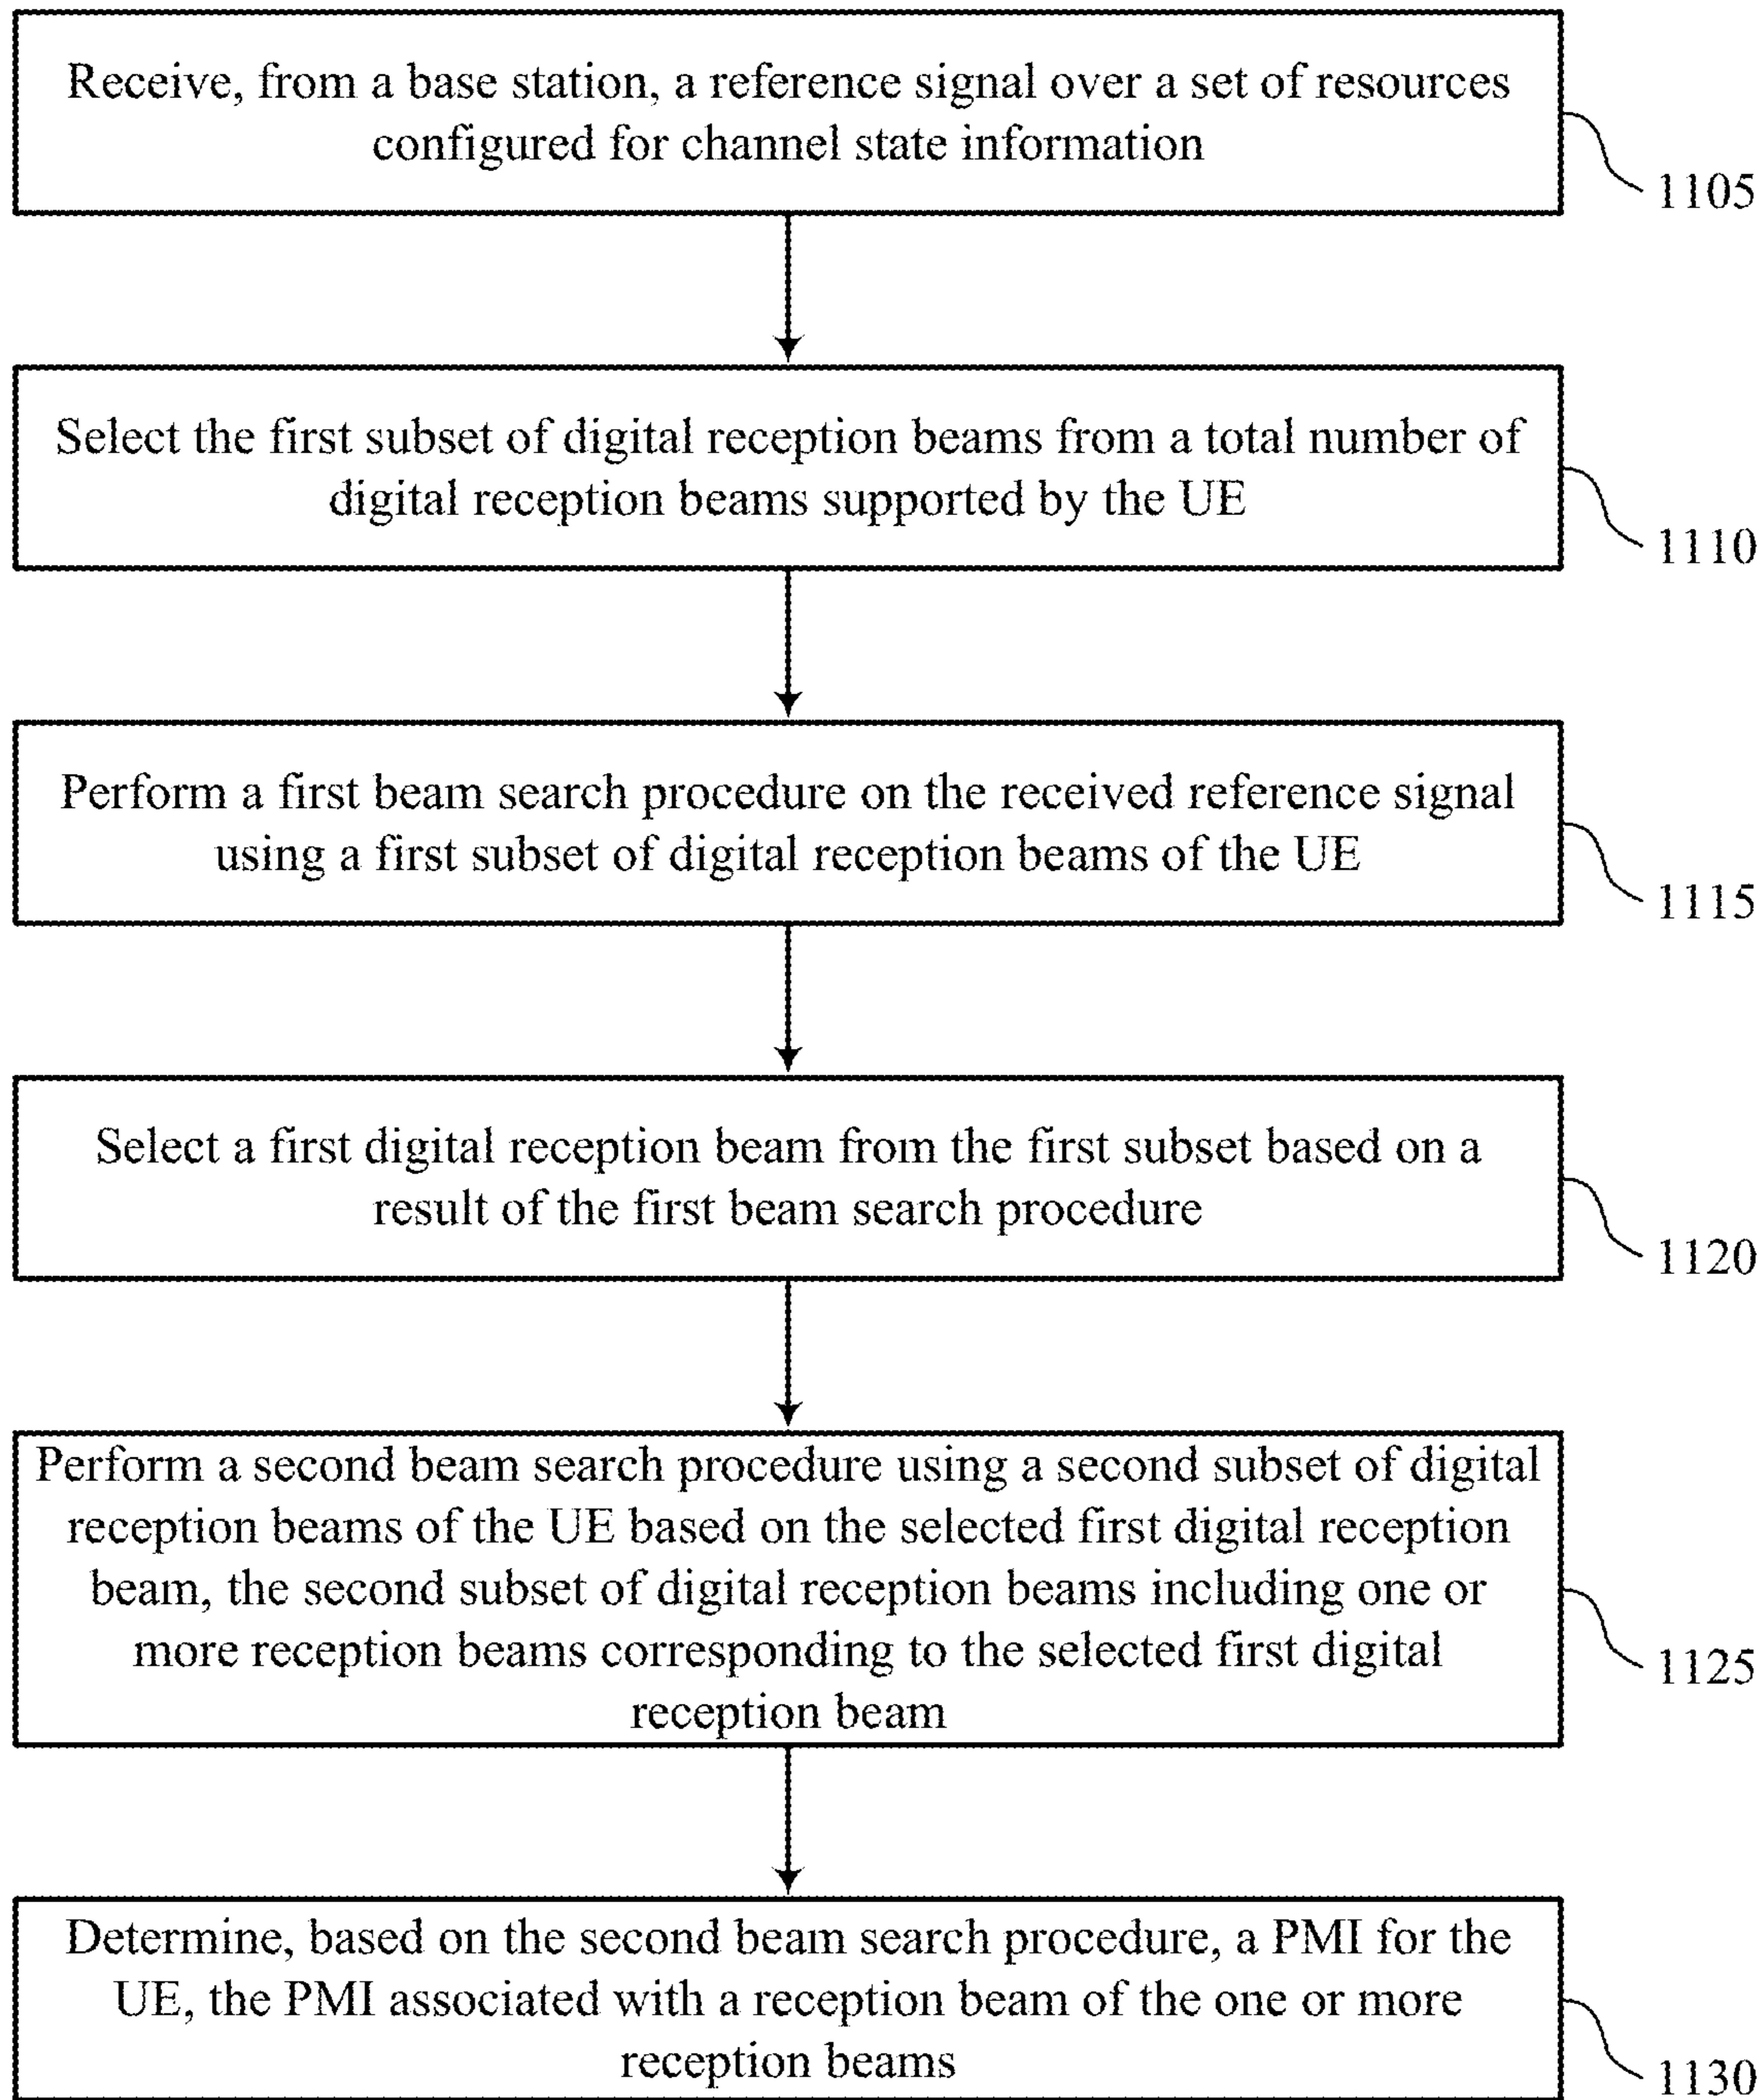 Receive, from a base station, a reference signal over a set of resources
configured for channel state information
1105
Select the first subset of digital reception beams from a total number of
digital reception beams supported by the UE
1110
Perform a first beam search procedure on the received reference signal
using a first subset of digital reception beams of the UE
1115
Select a first digital reception beam from the first subset based on a
result of the first beam search procedure
1120
Perform a second beam search procedure using a second subset of digital
reception beams of the UE based on the selected first digital reception
beam, the second subset of digital reception beams including one or
more reception beams corresponding to the selected first digital
reception beam
1125
Determine, based on the second beam search procedure, a PMI for the
UE, the PMI associated with a reception beam of the one or more
reception beams
1130